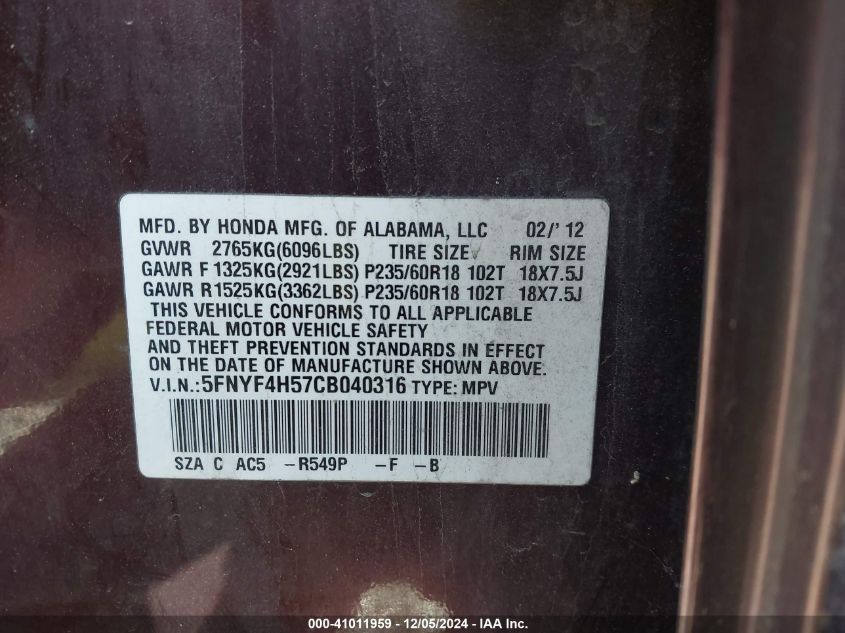 MFD. BY HONDA MFG. OF ALABAMA, LLC 02/'12
GVWR 2765KG(6096LBS) TIRE SIZE RIM SIZE
GAWR F 1325KG(2921LBS) P235/60R18 102T 18X7.5J
GAWR R1525KG(3362LBS) P235/60R18 102T 18X7.5J
THIS VEHICLE CONFORMS TO ALL APPLICABLE
FEDERAL MOTOR VEHICLE SAFETY
AND THEFT PREVENTION STANDARDS IN EFFECT
ON THE DATE OF MANUFACTURE SHOWN ABOVE.
V.I.N.:5FNYF4H57CB040316 TYPE: MPV
SZA C AC5 -R549P -F -B
000-41011959 - 12/05/2024 - IAA Inc.